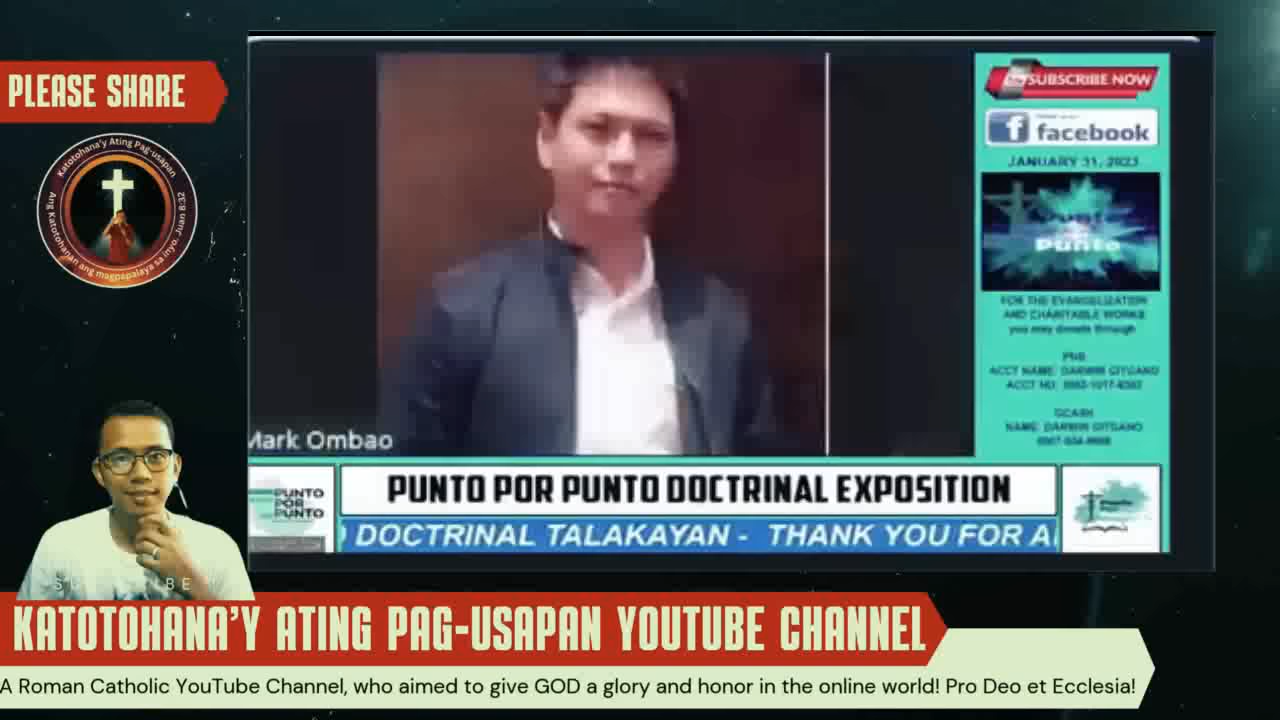 PLEASE SHARE
Katotohana'y Ating Pag-usapan
Ang Katotohanan ang magpapalaya sa inyo. Juan 8:32
SUBSCRIBE NOW
facebook
JANUARY 31, 2023
Punto
Punto
FOR THE EVANGELIZATION
AND CHARITABLE WORKS
you may donate through
PNB
ACCT NAME: DARWIN GITGANO
ACCT NO:
GCASH
NAME: DARWIN GITGANO
Mark Ombao
PUNTO
POR
PUNTO
PUNTO POR PUNTO DOCTRINAL EXPOSITION
DOCTRINAL TALAKAYAN - THANK YOU FOR A
KATOTOHANA'Y ATING PAG-USAPAN YOUTUBE CHANNEL
A Roman Catholic YouTube Channel, who aimed to give GOD a glory and honor in the online world! Pro Deo et Ecclesia!